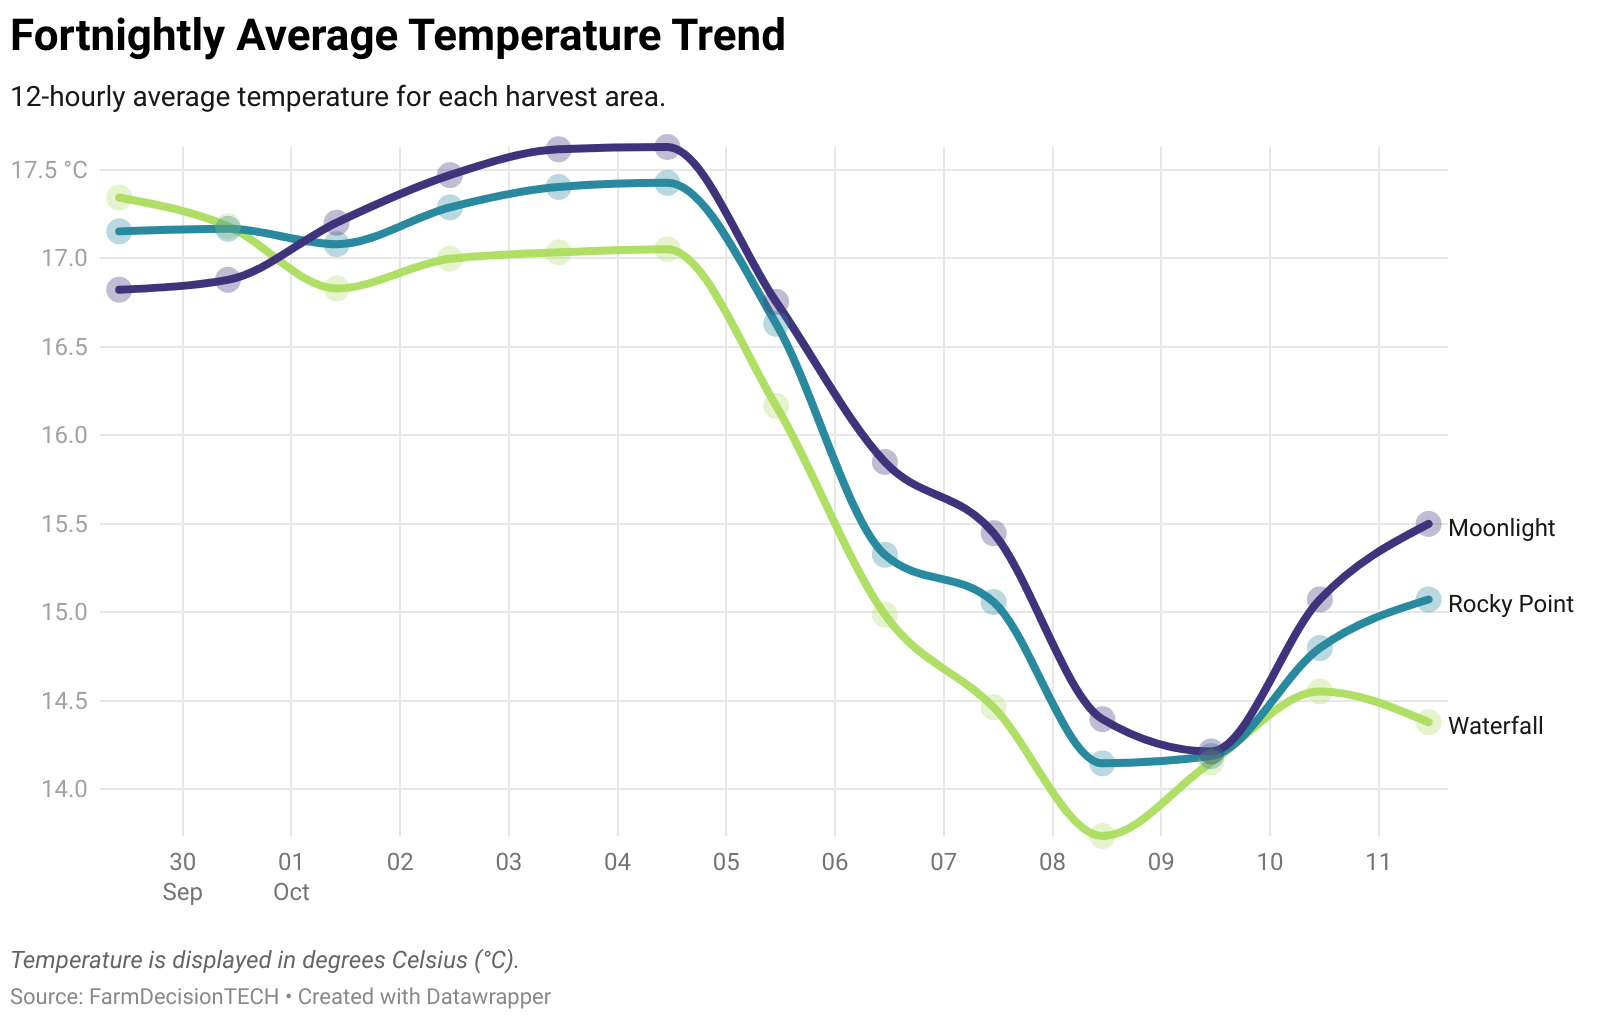 Fortnightly Average Temperature Trend
12-hourly average temperature for each harvest area.
17.5 °C
17.0
16.5
16.0
15.5
15.0
14.5
14.0
Moonlight
Rocky Point
Waterfall
30 01 02 03 04 05 06 07 08 09 10 11
Sep Oct
Temperature is displayed in degrees Celsius (°C).
Source: FarmDecisionTECH • Created with Datawrapper